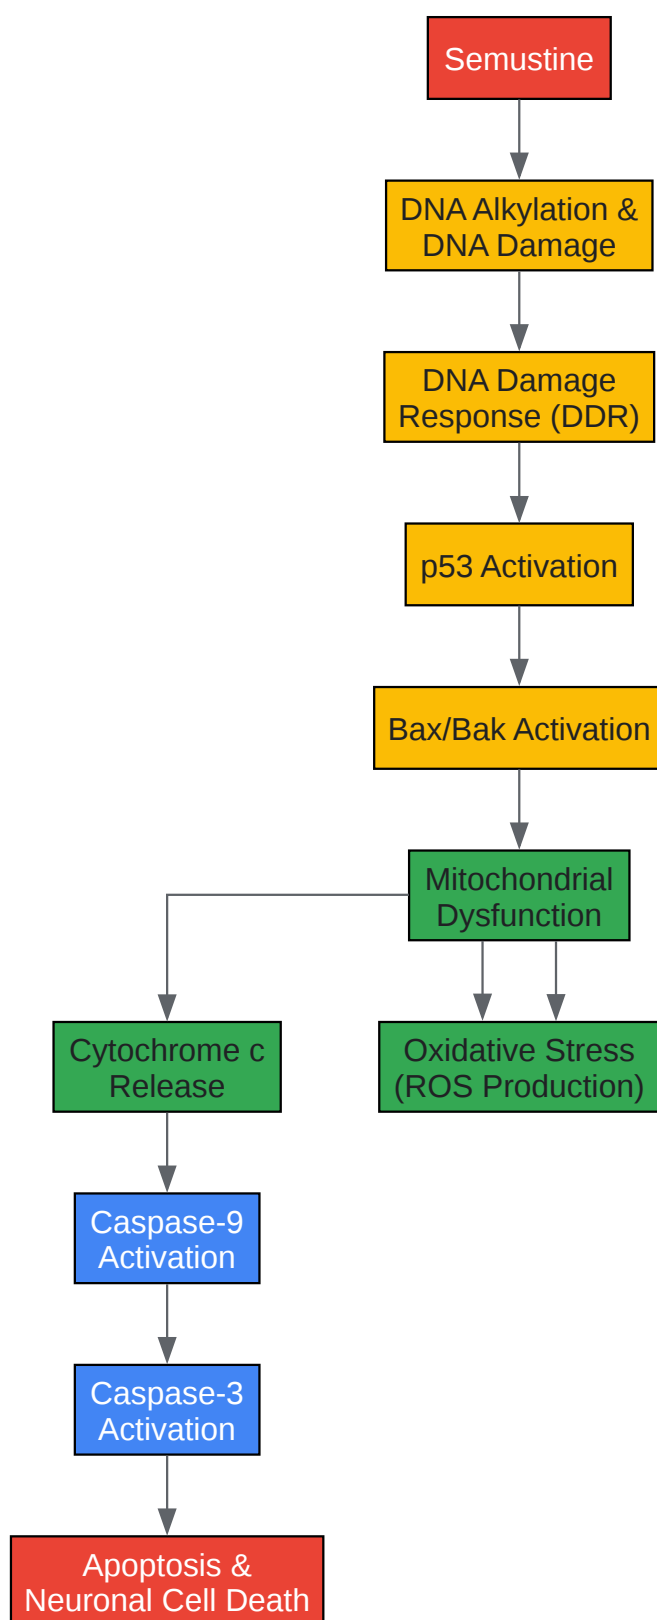 Semustine
DNA Alkylation &
DNA Damage
DNA Damage
Response (DDR)
p53 Activation
Bax/Bak Activation
Mitochondrial
Dysfunction
Cytochrome c
Release
Oxidative Stress
(ROS Production)
Caspase-9
Activation
Caspase-3
Activation
Apoptosis &
Neuronal Cell Death